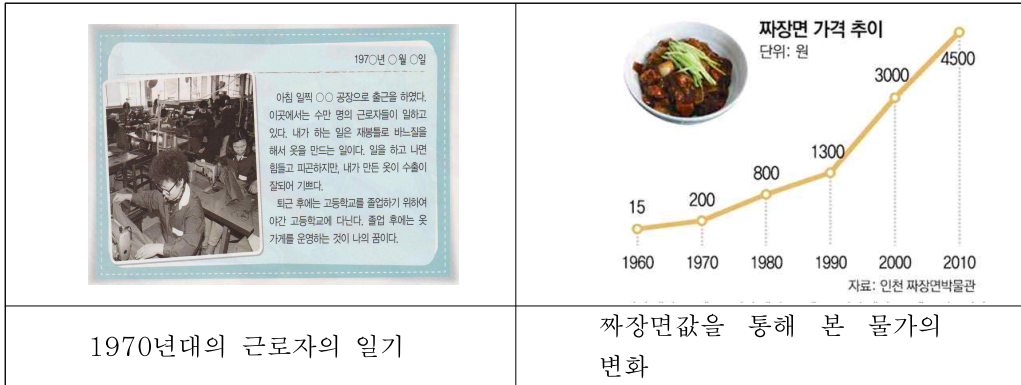 197○년 ○월 ○일
아침 일찍 ○○ 공장으로 출근을 하였다.
이곳에서는 수만 명의 근로자들이 일하고
있다. 내가 하는 일은 재봉틀로 바느질을
해서 옷을 만드는 일이다. 일을 하고 나면
힘들고 피곤하지만, 내가 만든 옷이 수출이
잘되어 기쁘다.
퇴근 후에는 고등학교를 졸업하기 위하여
야간 고등학교에 다닌다. 졸업 후에는 옷
가게를 운영하는 것이 나의 꿈이다.
짜장면 가격 추이
단위: 원
15
200
800
1300
3000
4500
1960
1970
1980
1990
2000
2010
자료: 인천 짜장면박물관
1970년대의 근로자의 일기
짜장면값을 통해 본 물가의
변화